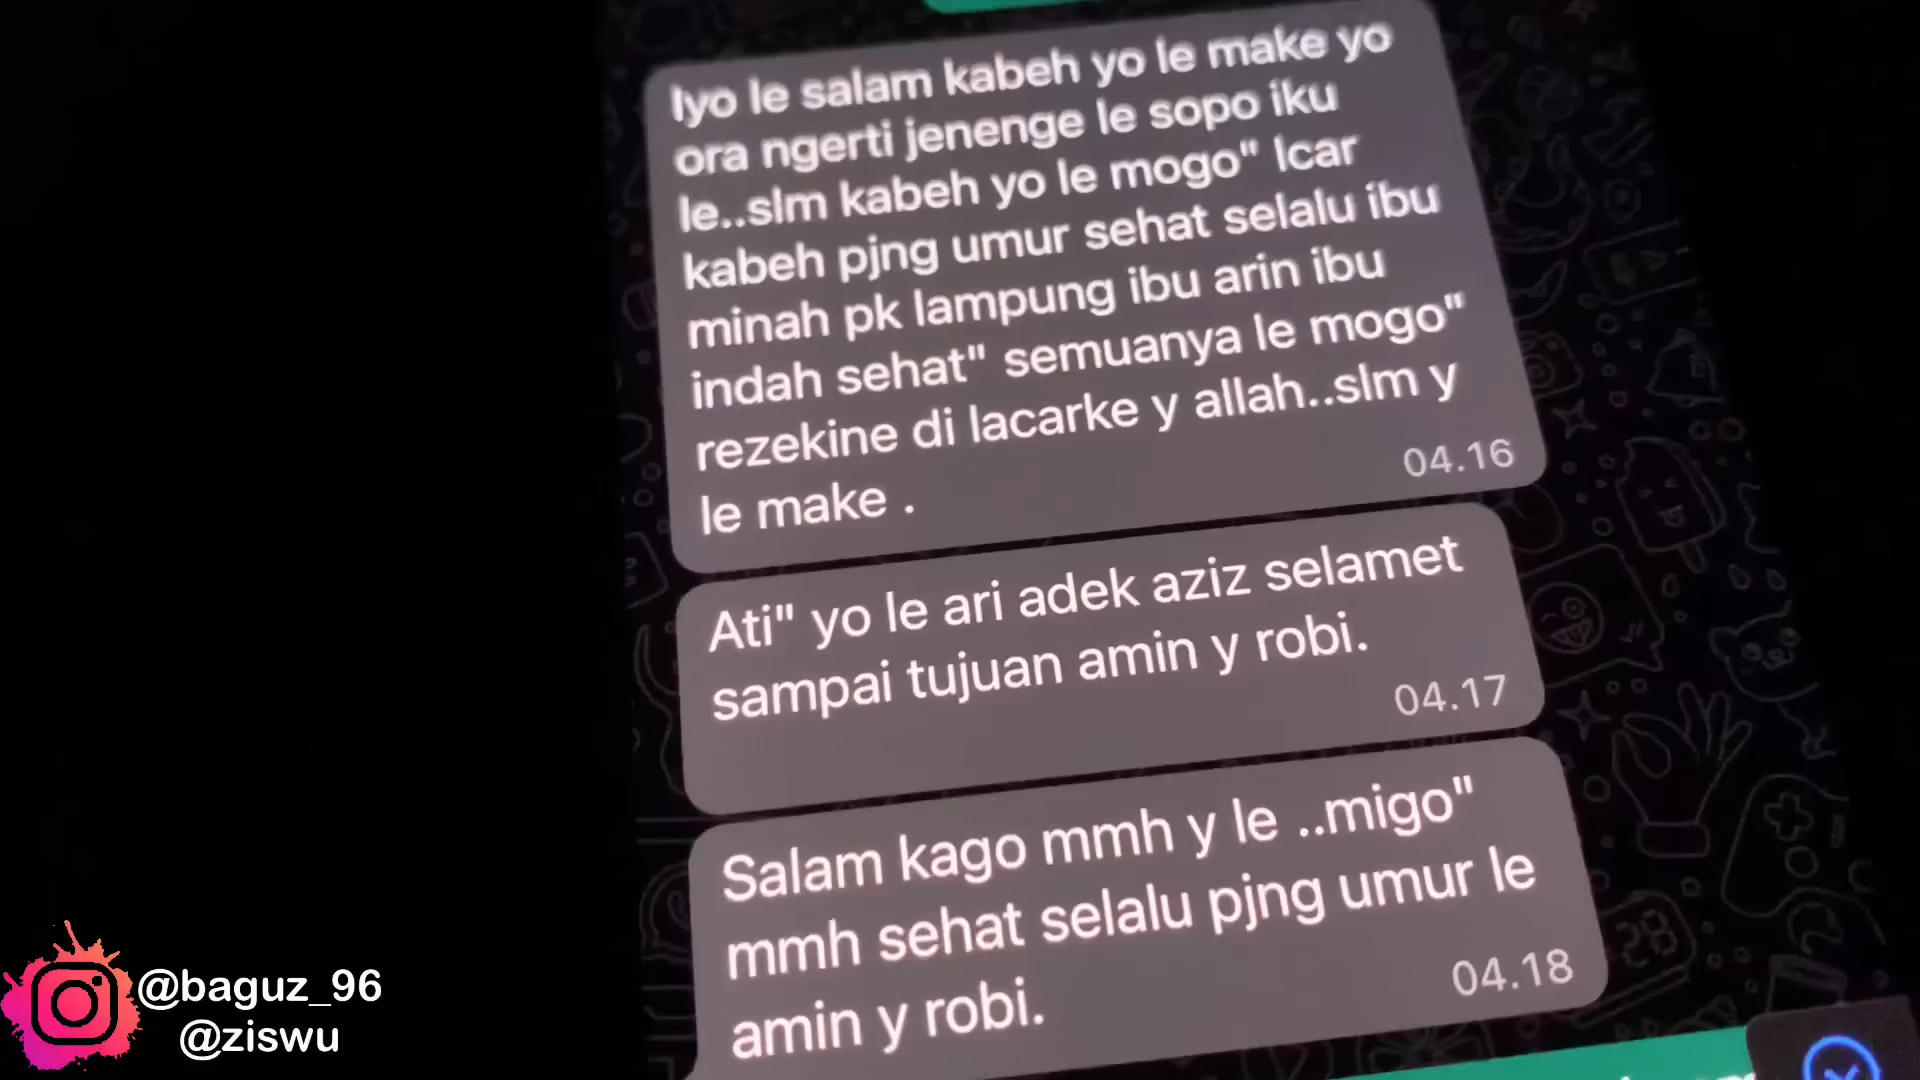 Iyo le salam kabeh yo le make yo
ora ngerti jenenge le sopo iku
le..slm kabeh yo le mogo" lcar
kabeh pjng umur sehat selalu ibu
minah pk lampung ibu arin ibu
indah sehat" semuanya le mogo"
rezekine di lacarke y allah..slm y
le make .
04.16
Ati" yo le ari adek aziz selamet
sampai tujuan amin y robi.
04.17
Salam kago mmh y le ..migo"
mmh sehat selalu pjng umur le
amin y robi.
04.18
@baguz_96
@ziswu